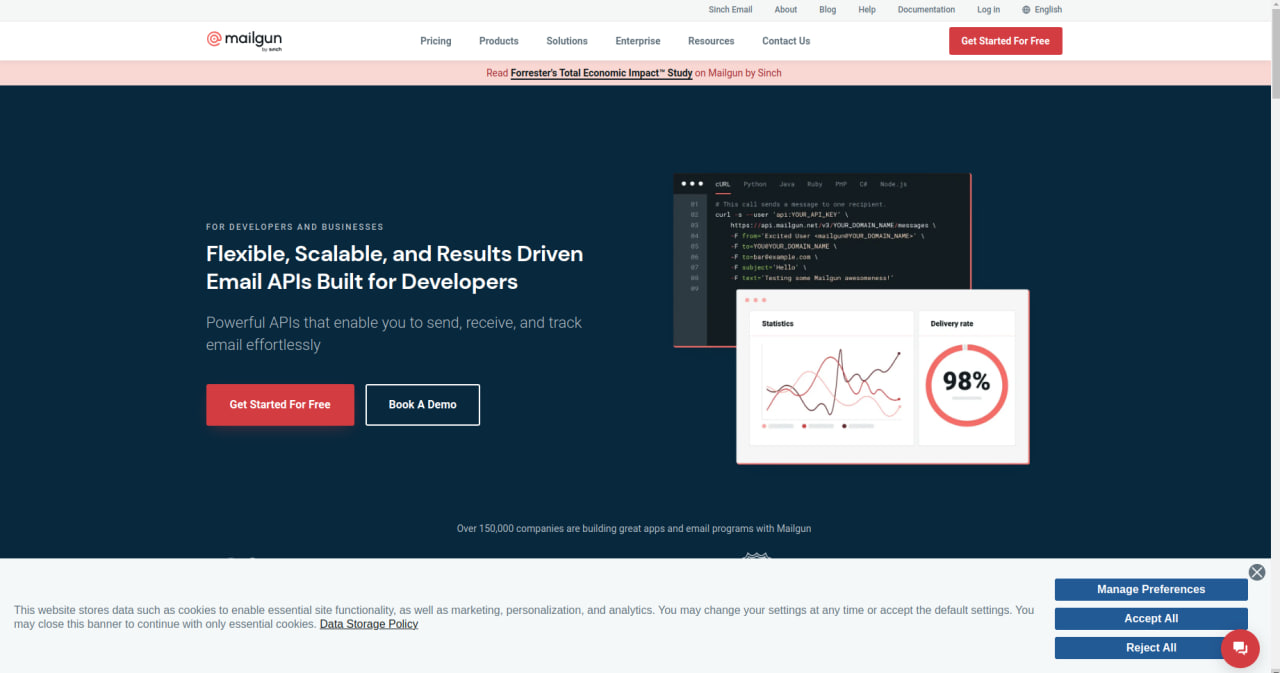 Sinch Email About Blog Help Documentation Log in English
mailgun
by sinch
Pricing Products Solutions Enterprise Resources Contact Us
Get Started For Free
Read Forrester's Total Economic Impact™ Study on Mailgun by Sinch
FOR DEVELOPERS AND BUSINESSES
Flexible, Scalable, and Results Driven
Email APIs Built for Developers
Powerful APIs that enable you to send, receive, and track
email effortlessly
Get Started For Free Book A Demo
cURL Python Java Ruby PHP C# Node.js
01 # This call sends a message to one recipient.
02 curl -s --user 'api:YOUR_API_KEY' \
03 https://api.mailgun.net/v3/YOUR_DOMAIN_NAME/messages \
04 -F from='Excited User <mailgun@YOUR_DOMAIN_NAME>' \
05 -F to=YOU@YOUR_DOMAIN_NAME \
06 -F to=bar@example.com \
07 -F subject='Hello' \
08 -F text='Testing some Mailgun awesomeness!'
09
Statistics
Delivery rate
98%
Over 150,000 companies are building great apps and email programs with Mailgun
This website stores data such as cookies to enable essential site functionality, as well as marketing, personalization, and analytics. You may change your settings at any time or accept the default settings. You
may close this banner to continue with only essential cookies. Data Storage Policy
Manage Preferences
Accept All
Reject All